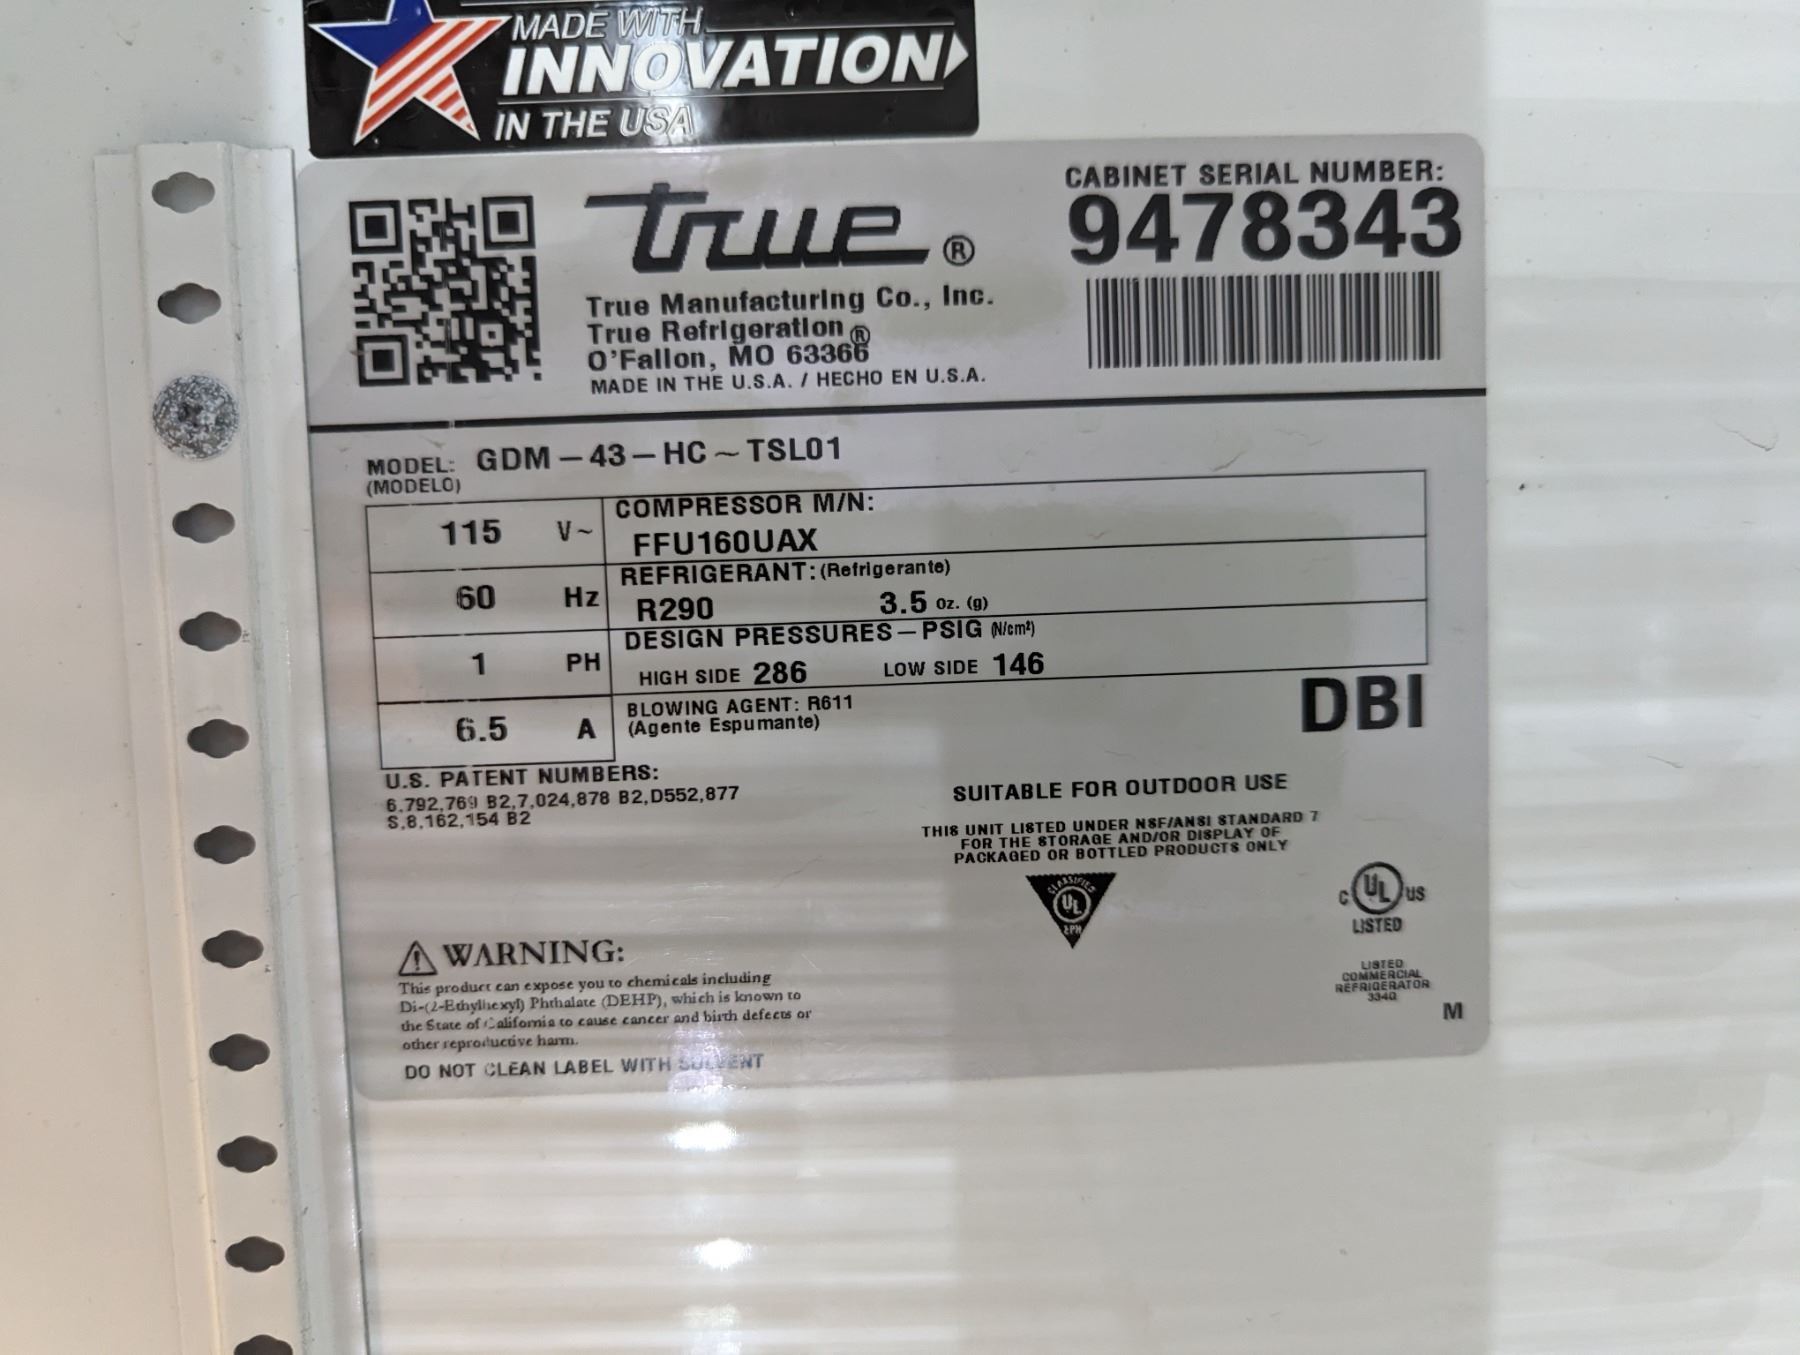 MADE WITH
INNOVATION
IN THE USA
true ®
True Manufacturing Co., Inc.
True Refrigeration ®
O'Fallon, MO 63366
MADE IN THE U.S.A. / HECHO EN U.S.A.
CABINET SERIAL NUMBER:
9478343
MODEL: GDM-43-HC~TSL01
(MODELO)
115 V~
60 Hz
1 PH
6.5 A
COMPRESSOR M/N:
FFU160UAX
REFRIGERANT: (Refrigerante)
R290 3.5 oz. (g)
DESIGN PRESSURES-PSIG (N/cm²)
HIGH SIDE 286 LOW SIDE 146
BLOWING AGENT: R611
(Agente Espumante)
DBI
U.S. PATENT NUMBERS:
6,792,769 B2,7,024,878 B2,D552,877
S,8,162,154 B2
SUITABLE FOR OUTDOOR USE
THIS UNIT LISTED UNDER NSF/ANSI STANDARD 7
FOR THE STORAGE AND/OR DISPLAY OF
PACKAGED OR BOTTLED PRODUCTS ONLY
CLASSIFIED
UL
EPH
C UL US
LISTED
LISTED
COMMERCIAL
REFRIGERATOR
334Q
M
WARNING:
This product can expose you to chemicals including
Di-(2-Ethylhexyl) Phthalate (DEHP), which is known to
the State of California to cause cancer and birth defects or
other reproductive harm.
DO NOT CLEAN LABEL WITH SOLVENT